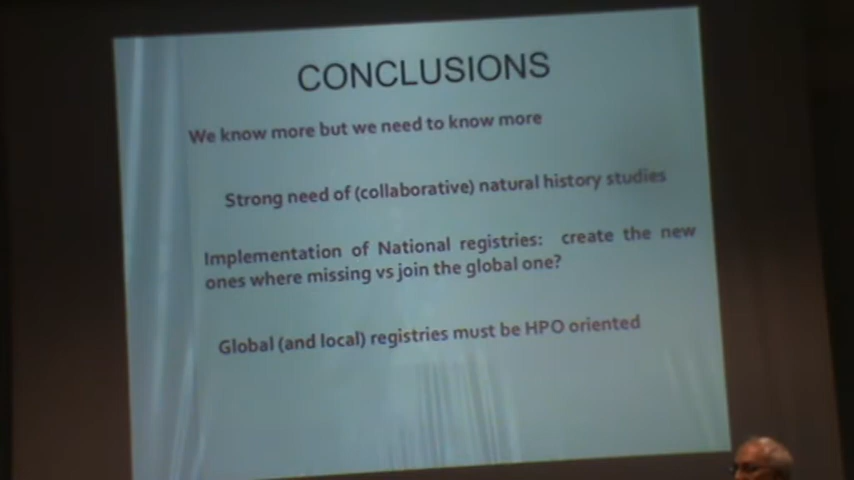 CONCLUSIONS
We know more but we need to know more
Strong need of (collaborative) natural history studies
Implementation of National registries: create the new
ones where missing vs join the global one?
Global (and local) registries must be HPO oriented